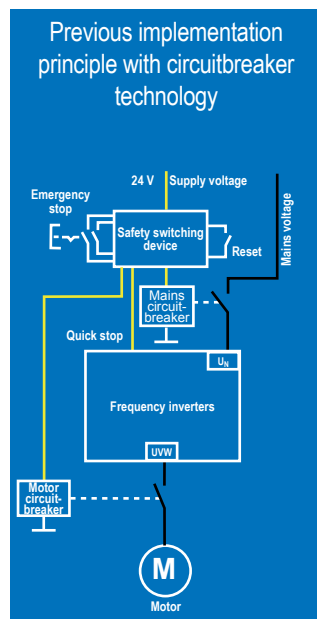 Previous implementation
principle with circuitbreaker
technology
24 V
Supply voltage
Emergency
stop
Mains voltage
Safety switching
device
Reset
Mains
circuit-
breaker
Quick stop
UN
Frequency inverters
UVW
Motor
circuit-
breaker
M
Motor